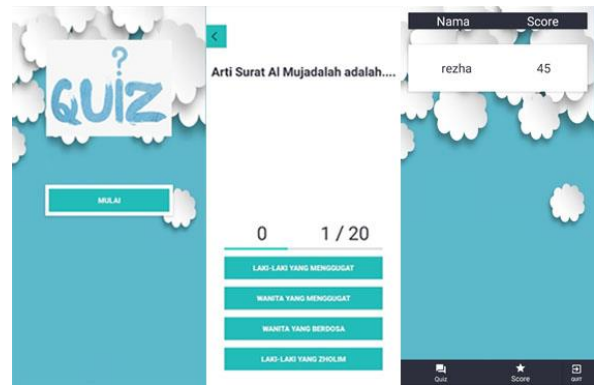 ?
QUIZ
MULAI
<
Arti Surat Al Mujadalah adalah....
0 1 / 20
LAKI-LAKI YANG MENGGUGAT
WANITA YANG MENGGUGAT
WANITA YANG BERDOSA
LAKI-LAKI YANG ZHOLIM
Nama Score
rezha 45
Quiz Score QUIT